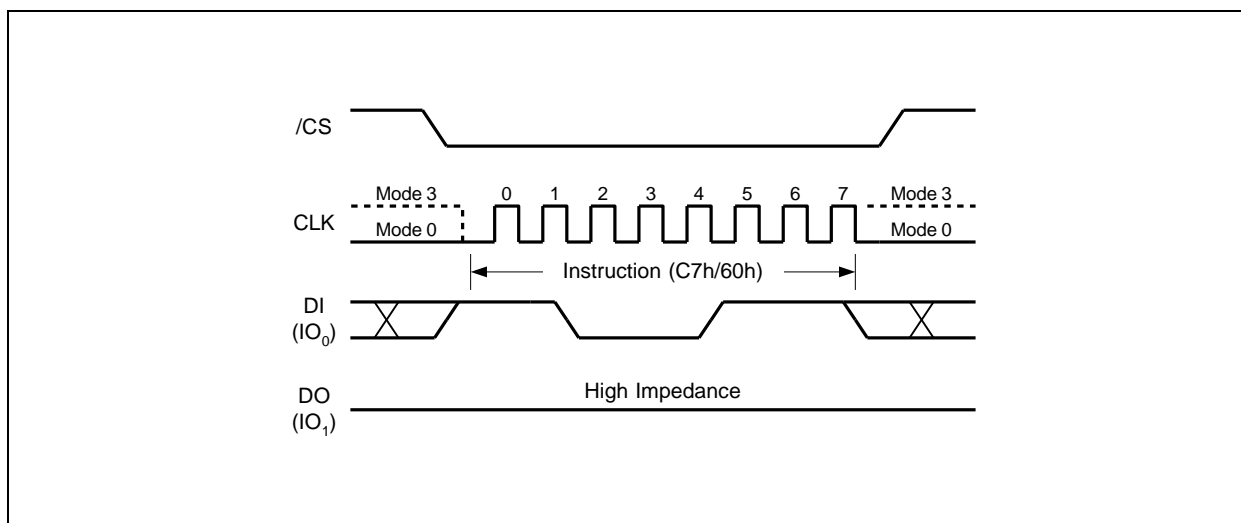 /CS
Mode 3 0 1 2 3 4 5 6 7 Mode 3
CLK
Mode 0 Mode 0
Instruction (C7h/60h)
DI
(IO0)
High Impedance
DO
(IO1)